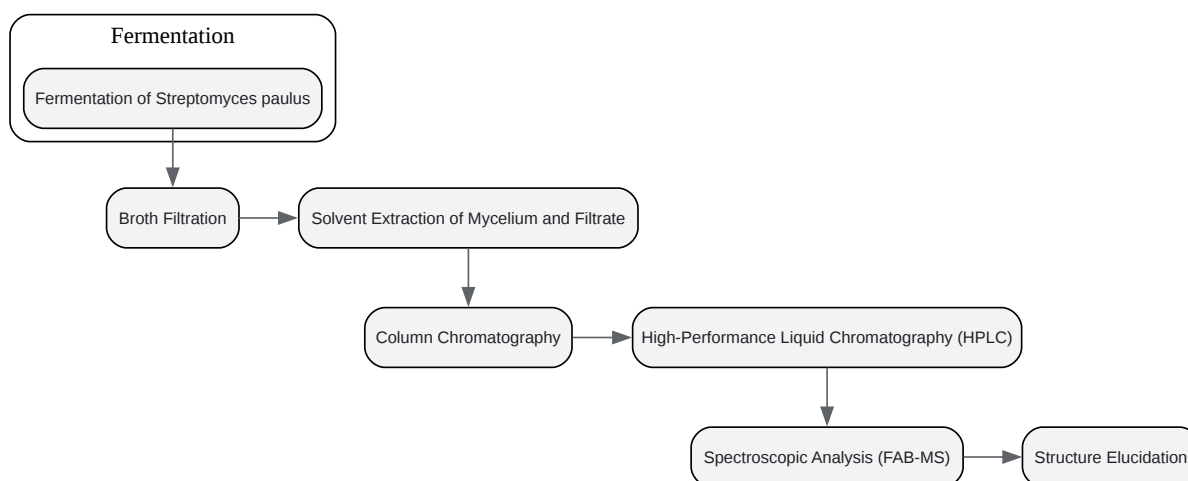 Fermentation
Fermentation of Streptomyces paulus
Broth Filtration
Solvent Extraction of Mycelium and Filtrate
Column Chromatography
High-Performance Liquid Chromatography (HPLC)
Spectroscopic Analysis (FAB-MS)
Structure Elucidation